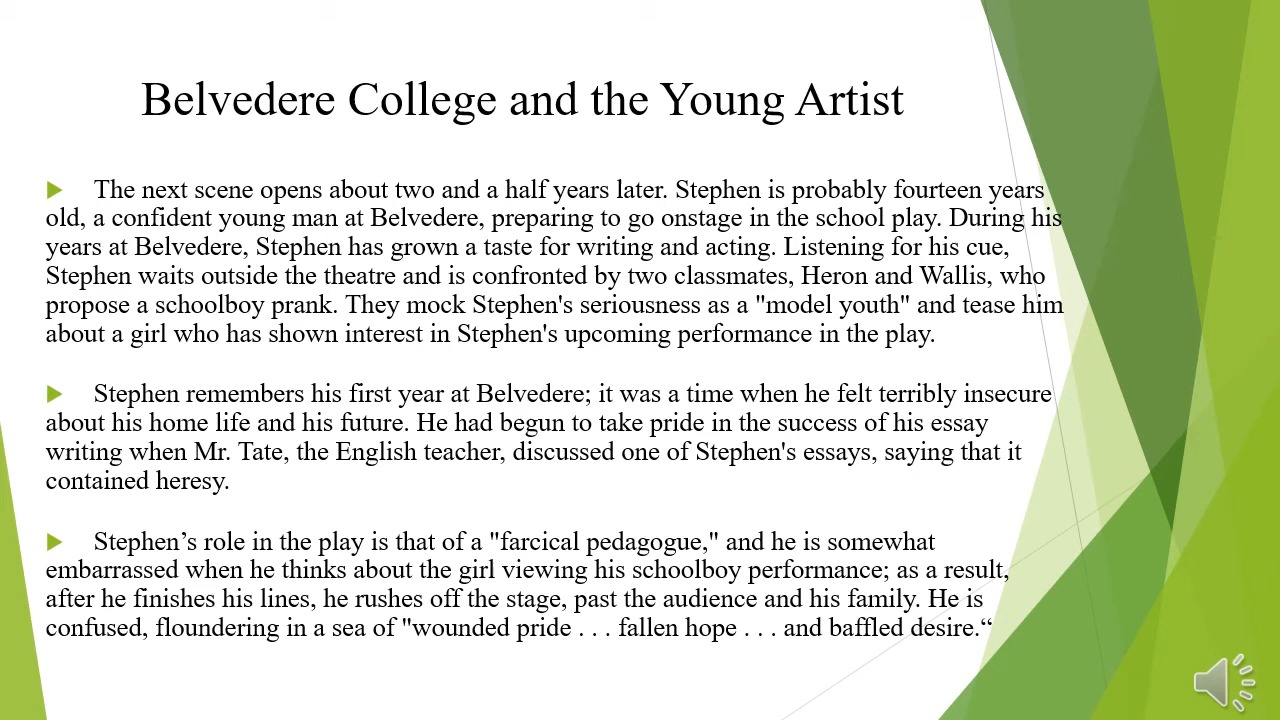 Belvedere College and the Young Artist
The next scene opens about two and a half years later. Stephen is probably fourteen years
old, a confident young man at Belvedere, preparing to go onstage in the school play. During his
years at Belvedere, Stephen has grown a taste for writing and acting. Listening for his cue,
Stephen waits outside the theatre and is confronted by two classmates, Heron and Wallis, who
propose a schoolboy prank. They mock Stephen's seriousness as a "model youth" and tease him
about a girl who has shown interest in Stephen's upcoming performance in the play.
Stephen remembers his first year at Belvedere; it was a time when he felt terribly insecure
about his home life and his future. He had begun to take pride in the success of his essay
writing when Mr. Tate, the English teacher, discussed one of Stephen's essays, saying that it
contained heresy.
Stephen’s role in the play is that of a "farcical pedagogue," and he is somewhat
embarrassed when he thinks about the girl viewing his schoolboy performance; as a result,
after he finishes his lines, he rushes off the stage, past the audience and his family. He is
confused, floundering in a sea of "wounded pride . . . fallen hope . . . and baffled desire.“